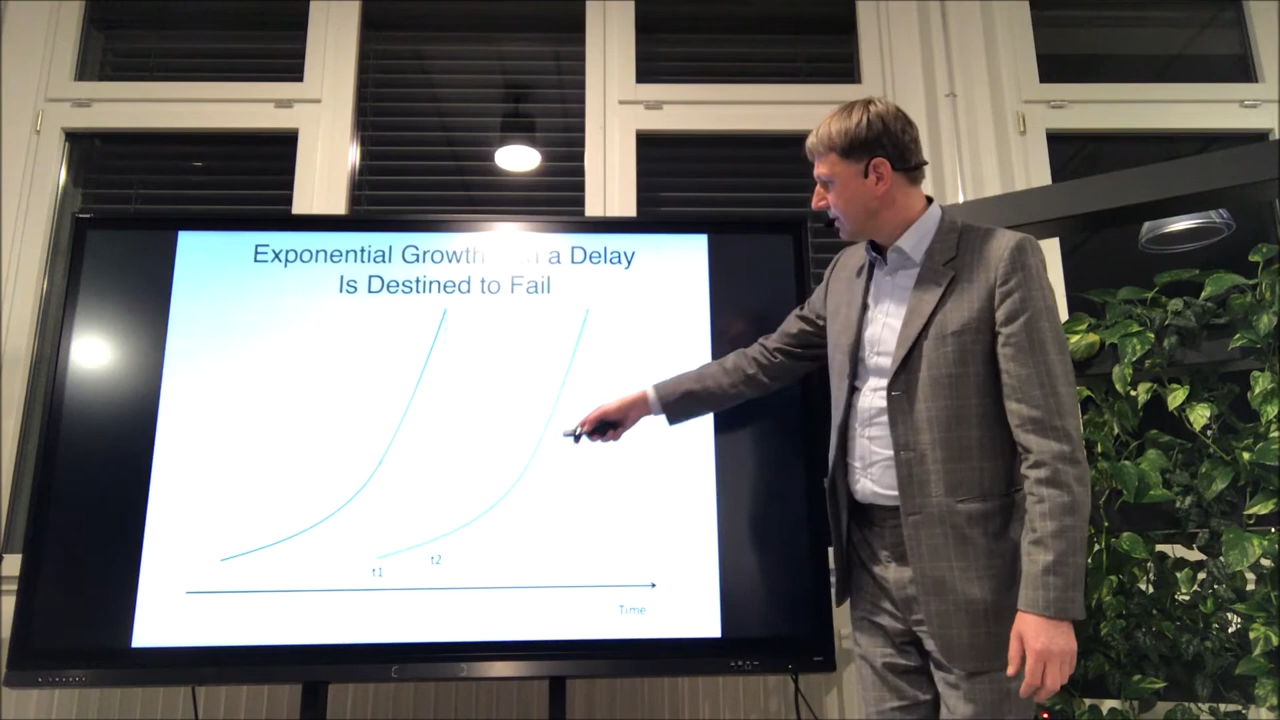 Exponential Growth a Delay
Is Destined to Fail
t1
t2
Time